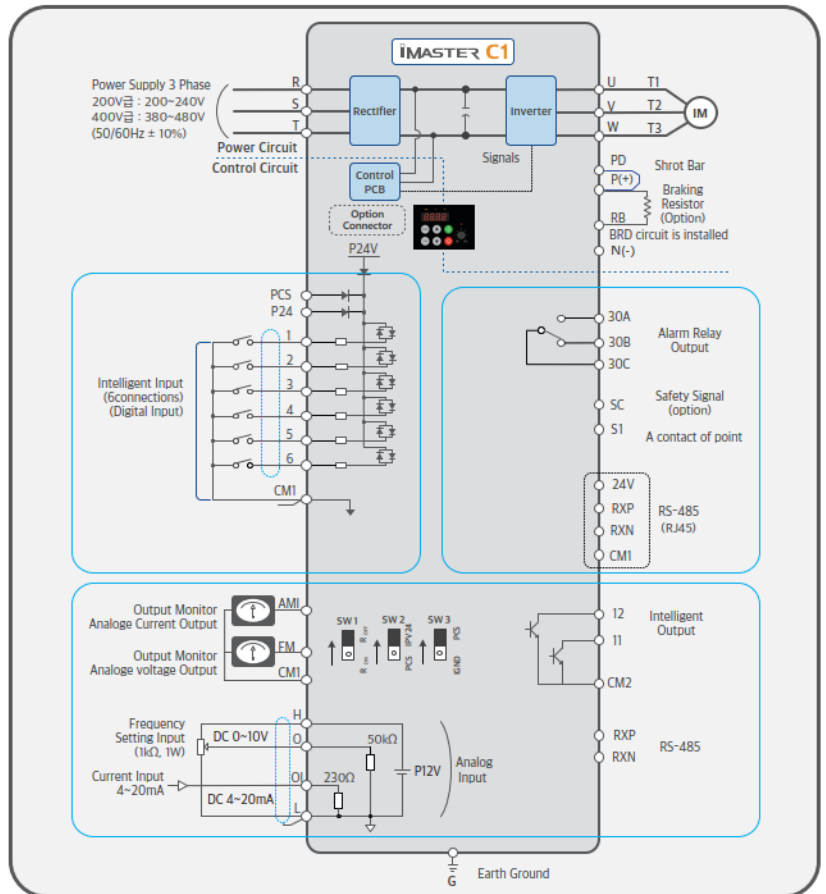 iMASTER C1
Power Supply 3 Phase
200V급 : 200~240V
400V급 : 380~480V
(50/60Hz ± 10%)
R
S
T
Rectifier
Inverter
U T1
V T2
W T3
IM
Power Circuit
Control Circuit
Signals
Control
PCB
Option
Connector
PD
P(+)
RB
N(-)
Shrot Bar
Braking
Resistor
(Option)
BRD circuit is installed
P24V
PCS
P24
1
2
3
4
5
6
CM1
Intelligent Input
(6connections)
(Digital Input)
30A
30B
30C
Alarm Relay
Output
SC
S1
Safety Signal
(option)
A contact of point
24V
RXP
RXN
CM1
RS-485
(RJ45)
Output Monitor
Analoge Current Output
AMI
Output Monitor
Analoge voltage Output
FM
CM1
SW1
R OFF
R ON
SW 2
IPV24
PCS
SW 3
PCS
IGND
12
11
CM2
Intelligent
Output
RXP
RXN
RS-485
Frequency
Setting Input
(1kΩ, 1W)
DC 0~10V
Current Input
4~20mA
DC 4~20mA
H
O
OI
L
50kΩ
230Ω
P12V
Analog
Input
G
Earth Ground